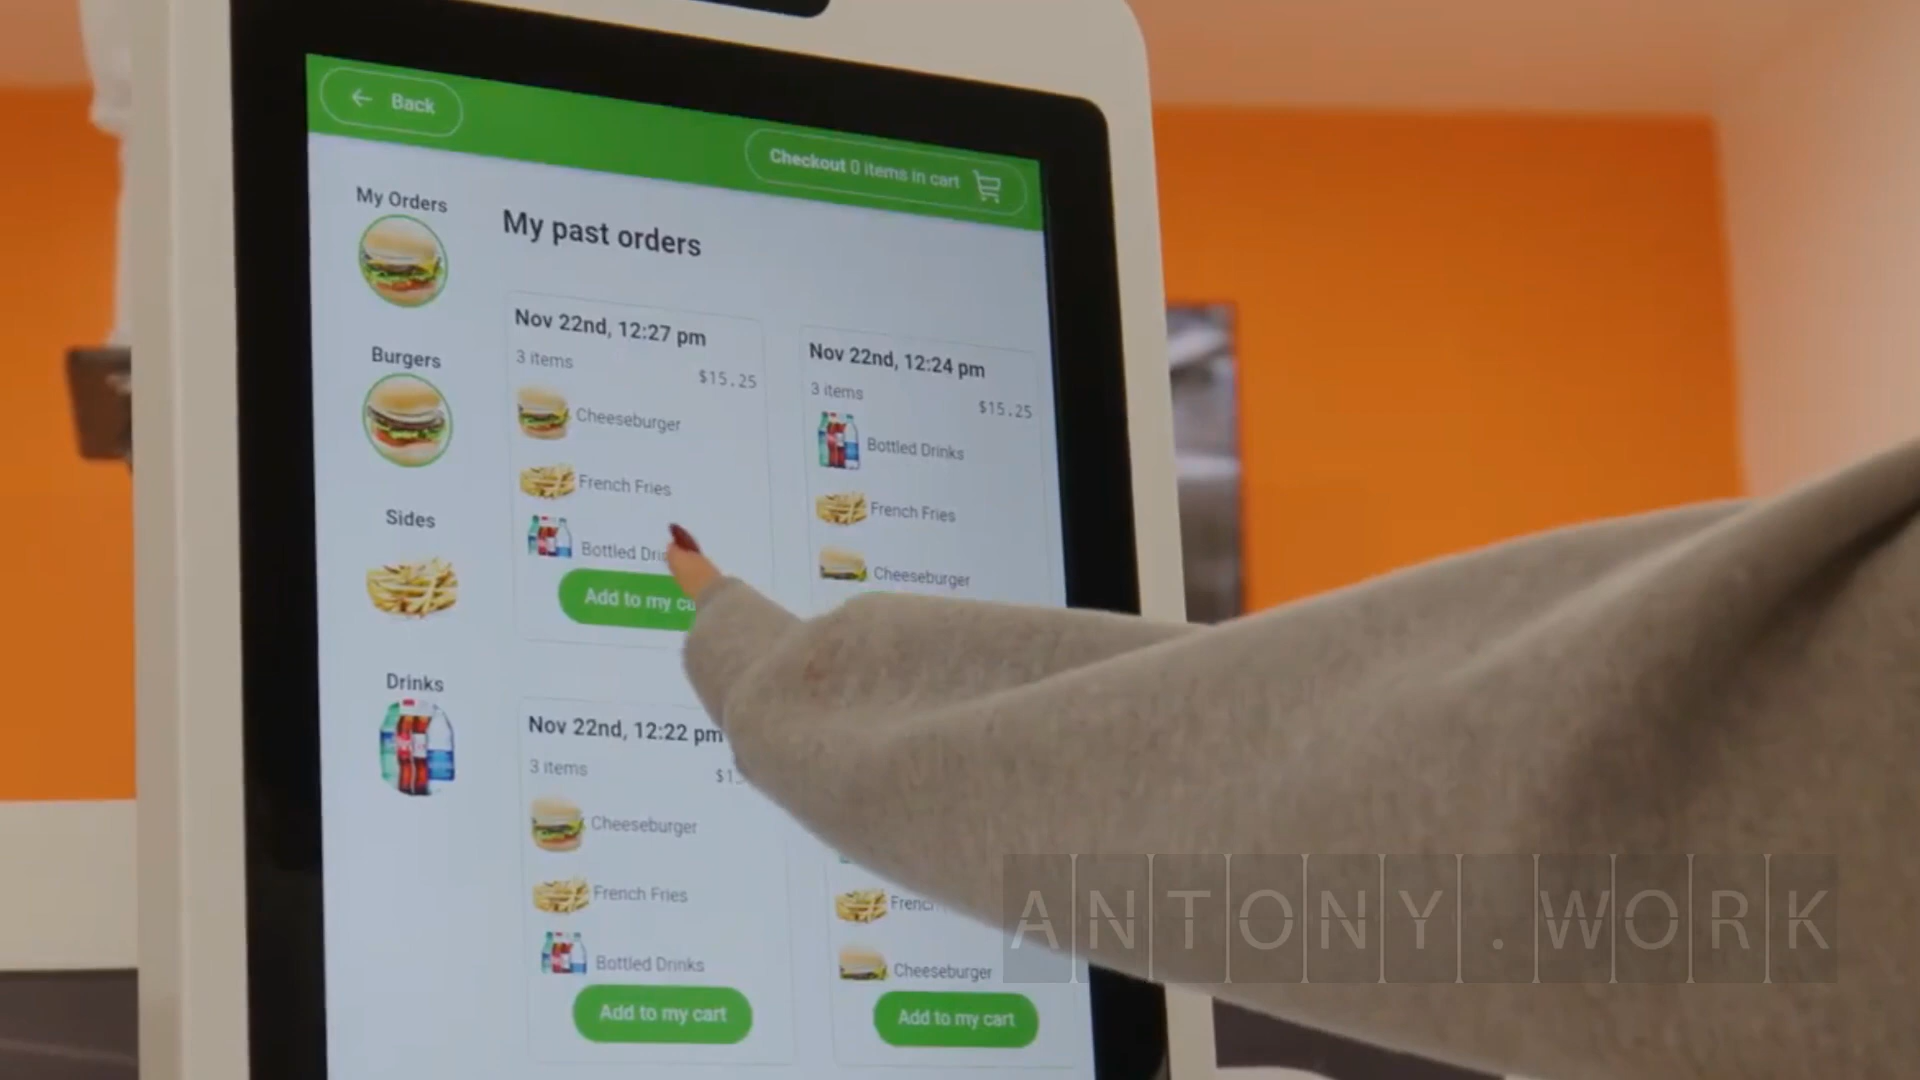 ← Back
Checkout 0 items in cart
My Orders
Burgers
Sides
Drinks
My past orders
Nov 22nd, 12:27 pm
3 items
$15.25
Cheeseburger
French Fries
Bottled
Add to my
Nov 22nd, 12:24 pm
3 items
$15.25
Bottled Drinks
French Fries
Cheeseburger
Nov 22nd, 12:22 pm
3 items
Cheeseburger
French Fries
Bottled Drinks
Add to my cart
Cheeseburger
Add to my cart
ANTONY.WORK